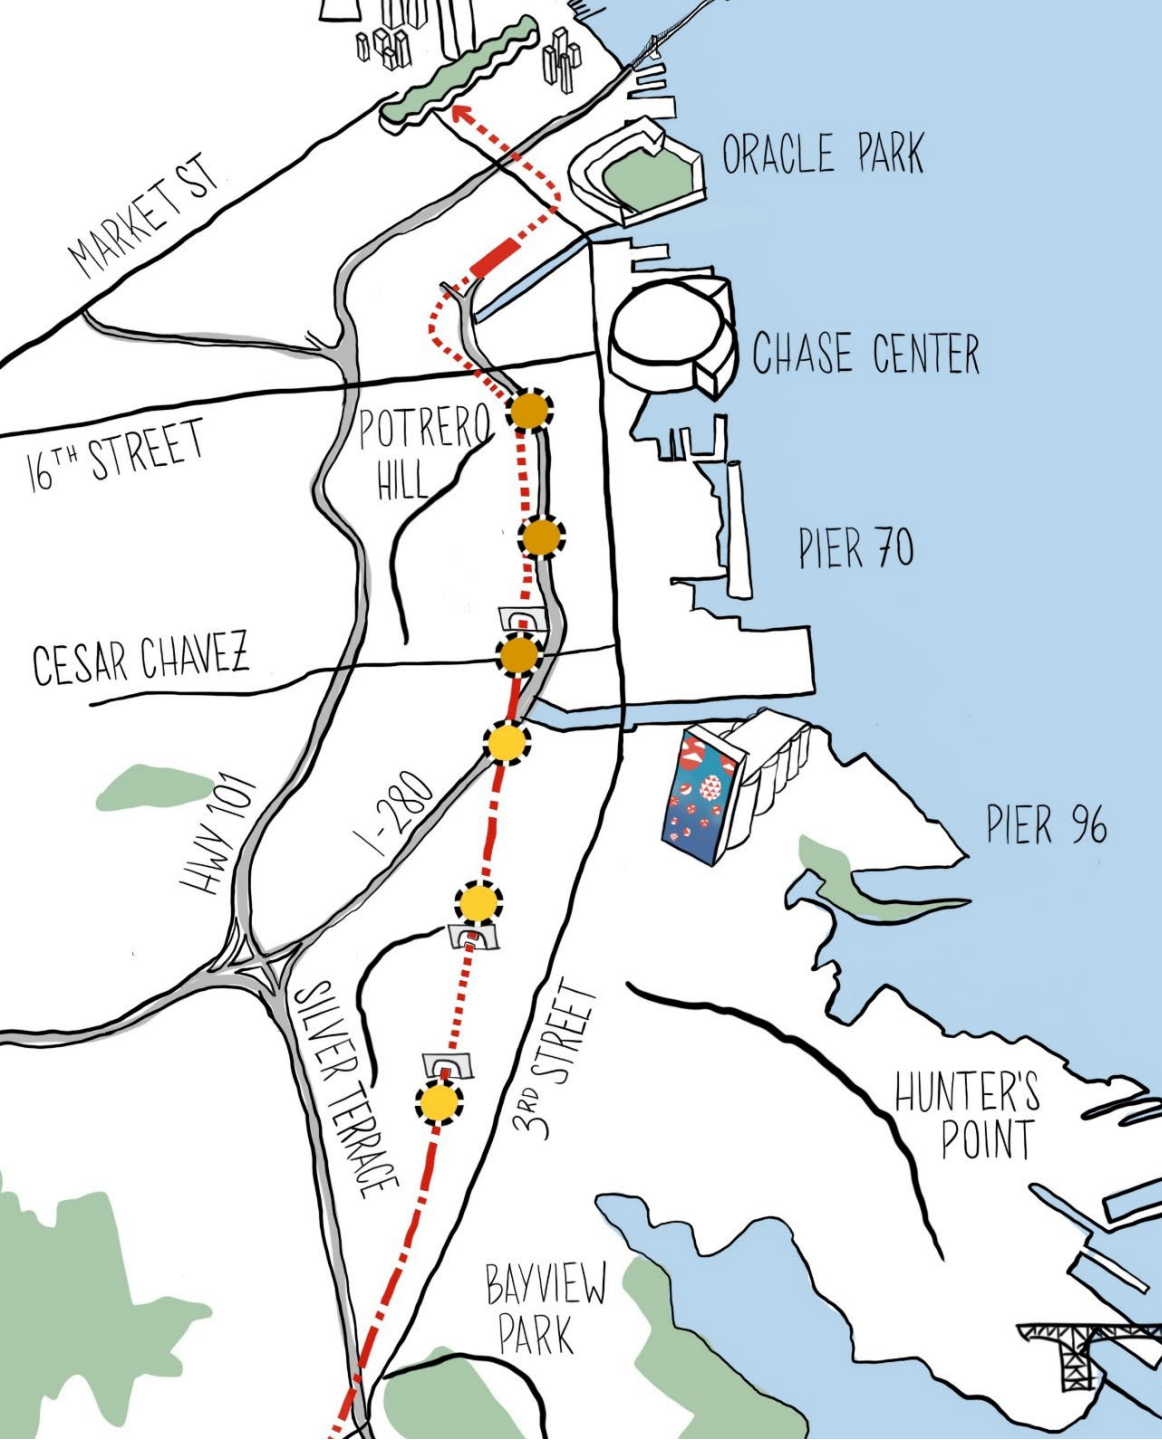 ORACLE PARK
MARKET ST
CHASE CENTER
16TH STREET
POTRERO
HILL
PIER 70
CESAR CHAVEZ
HWY 101
I-280
PIER 96
SILVER TERRACE
3RD STREET
HUNTER'S
POINT
BAYVIEW
PARK